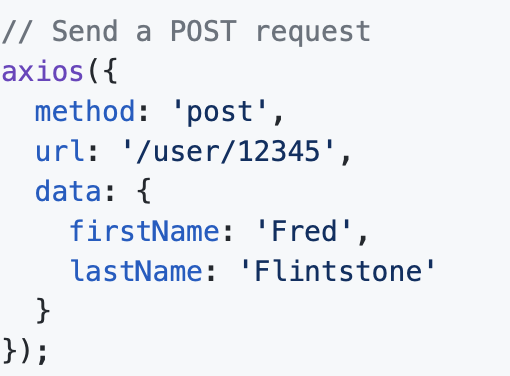 // Send a POST request
axios({
  method: 'post',
  url: '/user/12345',
  data: {
    firstName: 'Fred',
    lastName: 'Flintstone'
  }
});